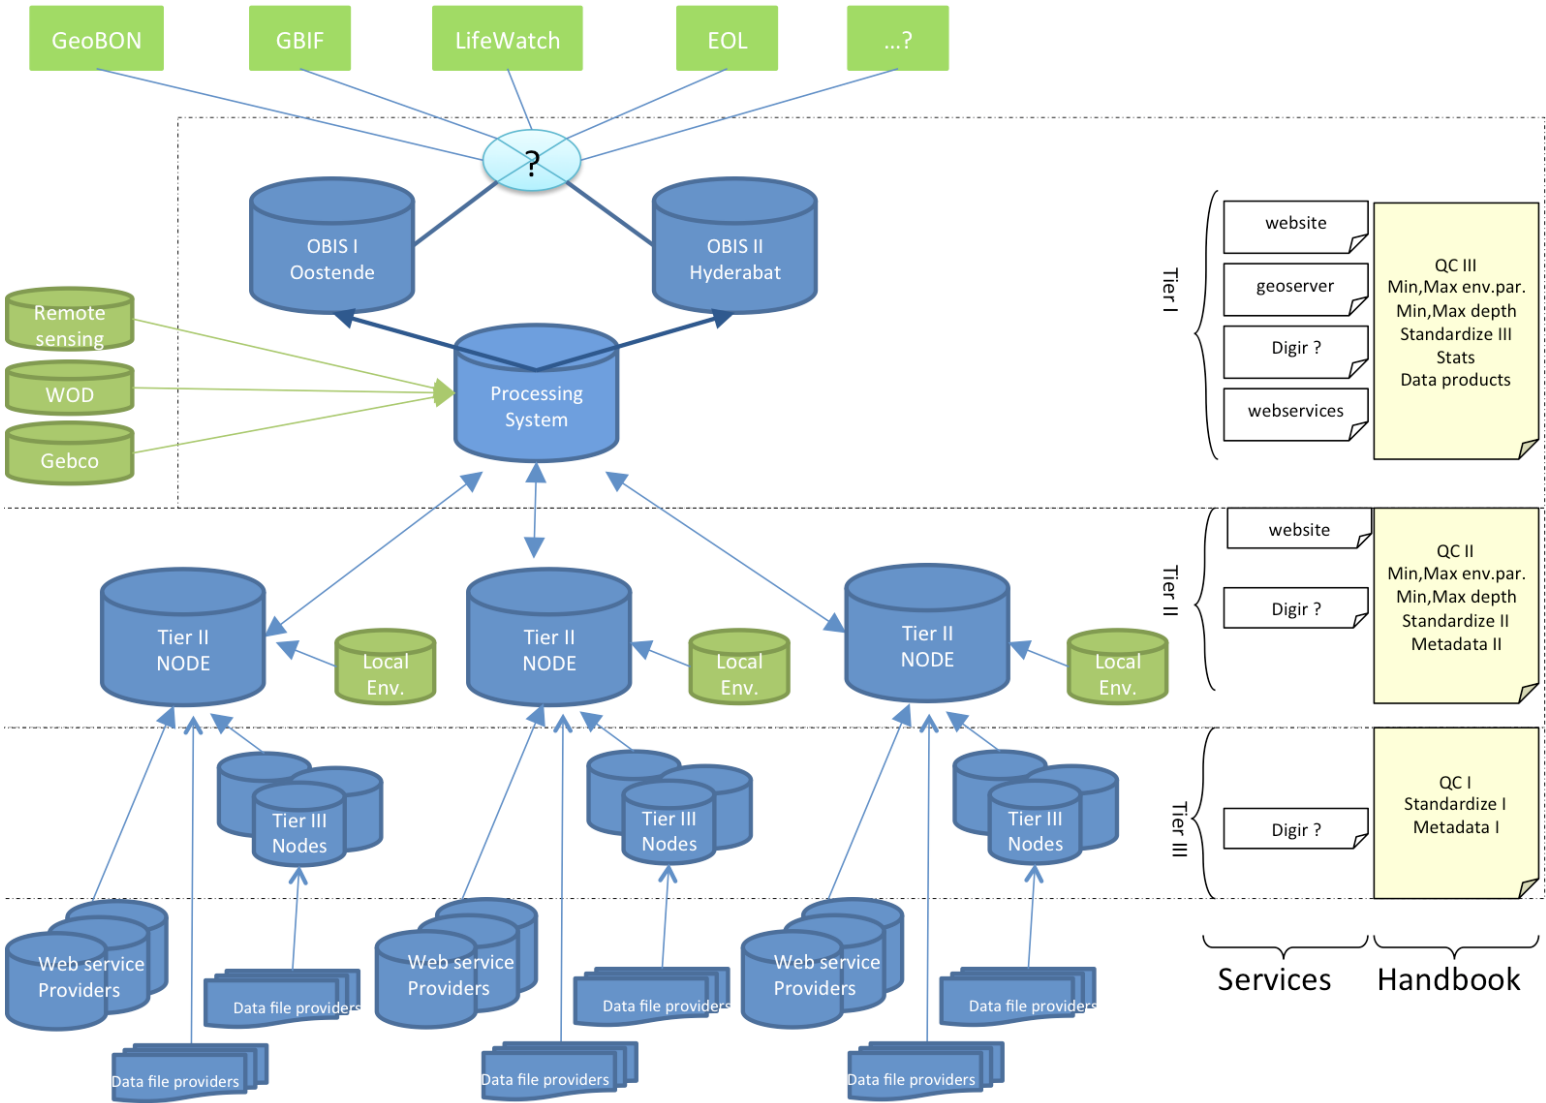 GeoBON
GBIF
LifeWatch
EOL
...?
?
OBIS I
Oostende
OBIS II
Hyderabat
Remote
sensing
WOD
Gebco
Processing
System
Tier I
website
geoserver
Digir ?
webservices
QC III
Min,Max env.par.
Min,Max depth
Standardize III
Stats
Data products
Tier II
NODE
Local
Env.
Tier II
NODE
Local
Env.
Tier II
NODE
Local
Env.
Tier II
website
Digir ?
QC II
Min,Max env.par.
Min,Max depth
Standardize II
Metadata II
Tier III
Nodes
Tier III
Nodes
Tier III
Nodes
Tier III
Digir ?
QC I
Standardize I
Metadata I
Web service
Providers
Data file providers
Data file providers
Web service
Providers
Data file providers
Data file providers
Web service
Providers
Data file providers
Data file providers
Services
Handbook